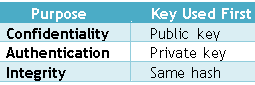 Purpose Key Used First
Confidentiality Public key
Authentication Private key
Integrity Same hash